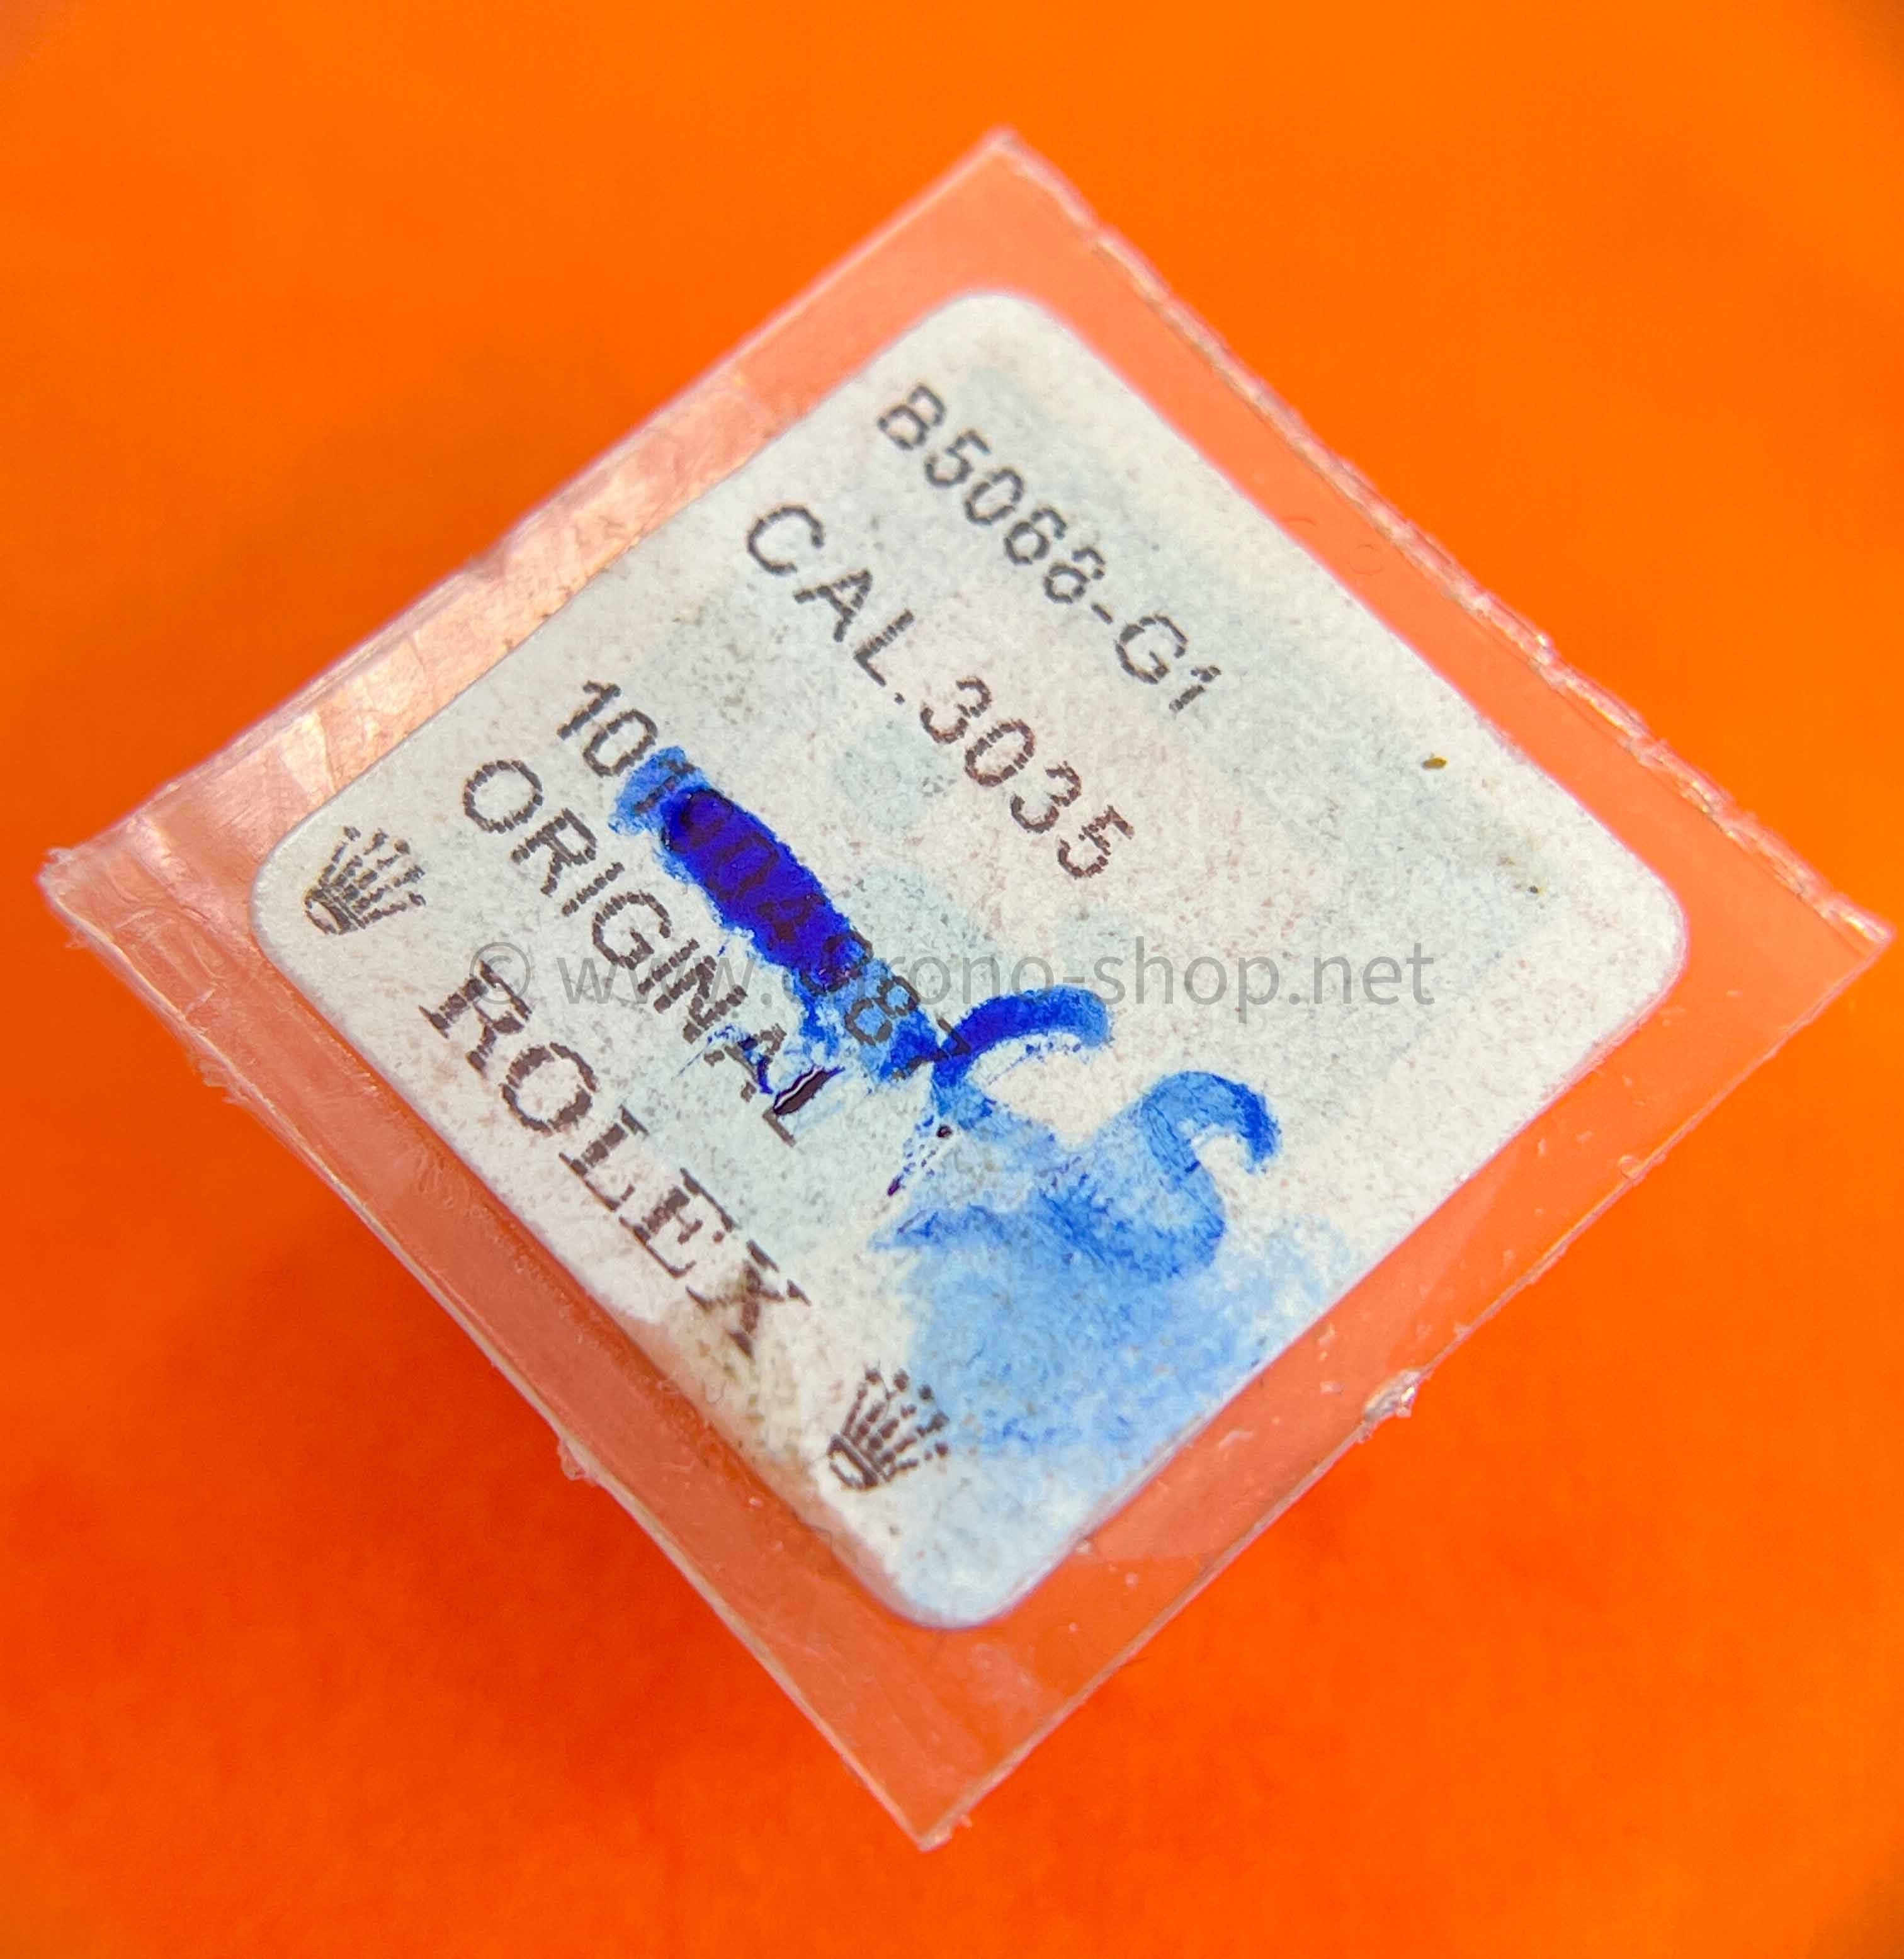 B5068-G1
CAL.3035
ORIGINAL
ROLEX
© www.chrono-shop.net